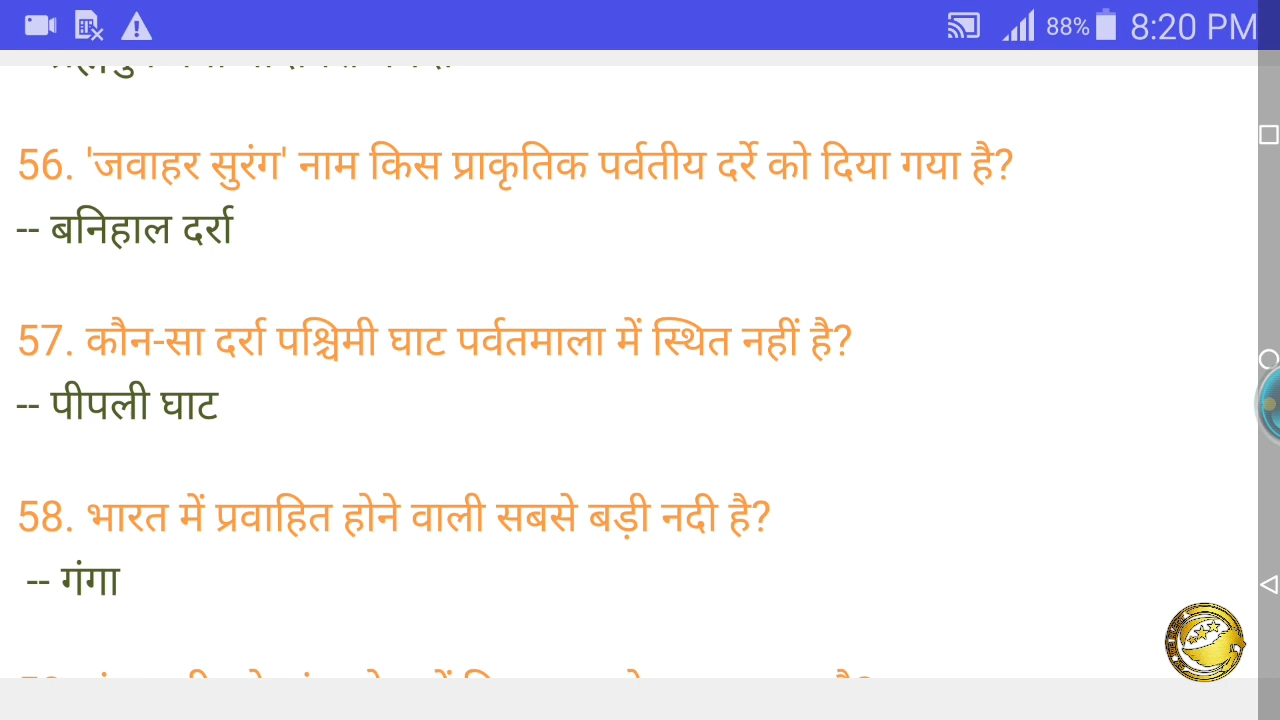 88% 8:20 PM
56. 'जवाहर सुरंग' नाम किस प्राकृतिक पर्वतीय दर्रे को दिया गया है?
-- बनिहाल दर्रा
57. कौन-सा दर्रा पश्चिमी घाट पर्वतमाला में स्थित नहीं है?
-- पीपली घाट
58. भारत में प्रवाहित होने वाली सबसे बड़ी नदी है?
-- गंगा